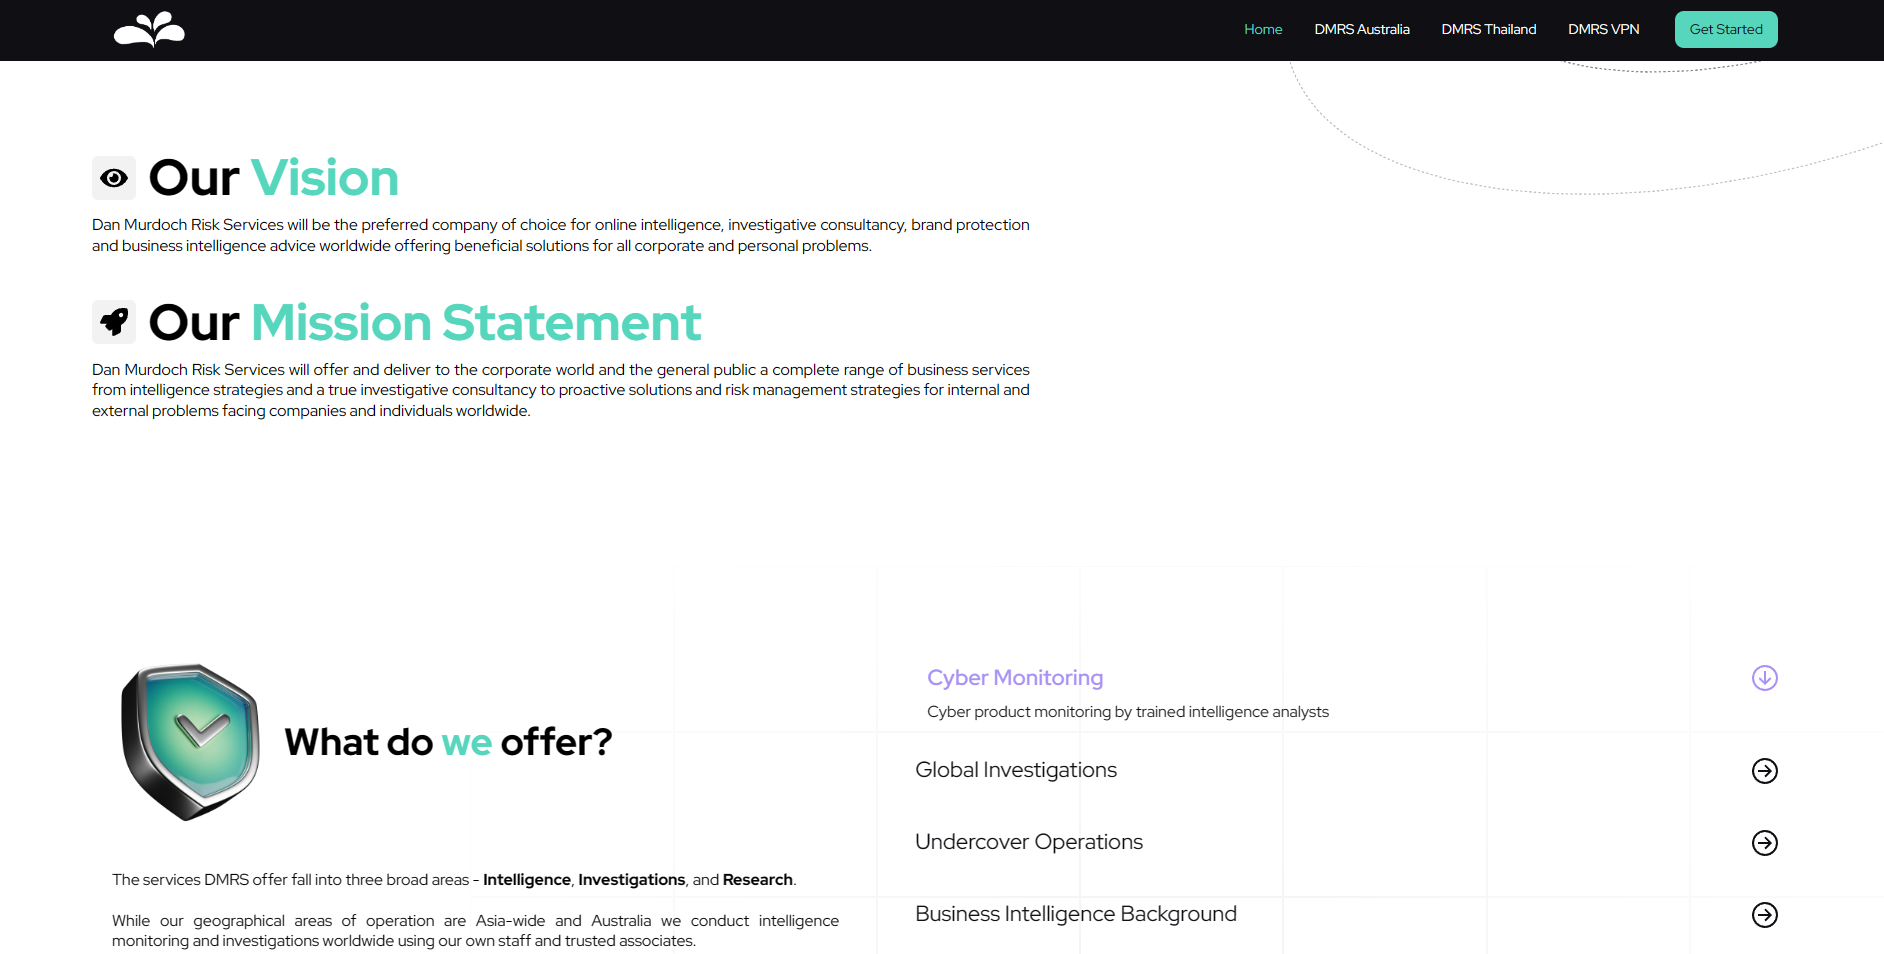 Home DMRS Australia DMRS Thailand DMRS VPN Get Started
Our Vision
Dan Murdoch Risk Services will be the preferred company of choice for online intelligence, investigative consultancy, brand protection
and business intelligence advice worldwide offering beneficial solutions for all corporate and personal problems.
Our Mission Statement
Dan Murdoch Risk Services will offer and deliver to the corporate world and the general public a complete range of business services
from intelligence strategies and a true investigative consultancy to proactive solutions and risk management strategies for internal and
external problems facing companies and individuals worldwide.
What do we offer?
The services DMRS offer fall into three broad areas - Intelligence, Investigations, and Research.
While our geographical areas of operation are Asia-wide and Australia we conduct intelligence
monitoring and investigations worldwide using our own staff and trusted associates.
Cyber Monitoring
Cyber product monitoring by trained intelligence analysts
Global Investigations
Undercover Operations
Business Intelligence Background